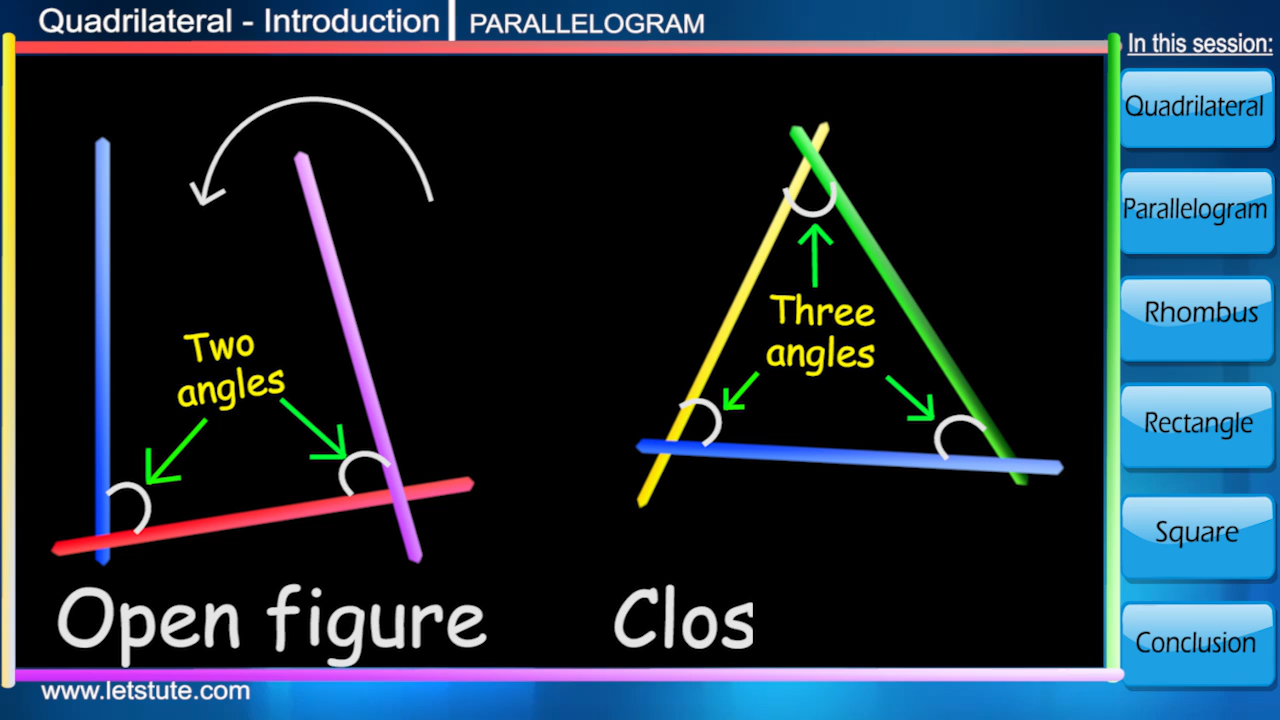 Quadrilateral - Introduction
PARALLELOGRAM
In this session:
Quadrilateral
Parallelogram
Rhombus
Rectangle
Square
Conclusion
Two
angles
Three
angles
Open figure
Clos
www.letstute.com